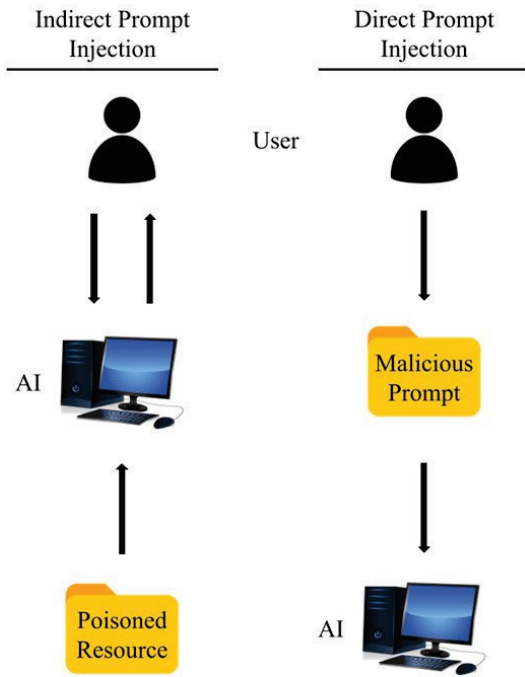 Indirect Prompt
Injection
Direct Prompt
Injection
User
AI
Malicious
Prompt
Poisoned
Resource
AI